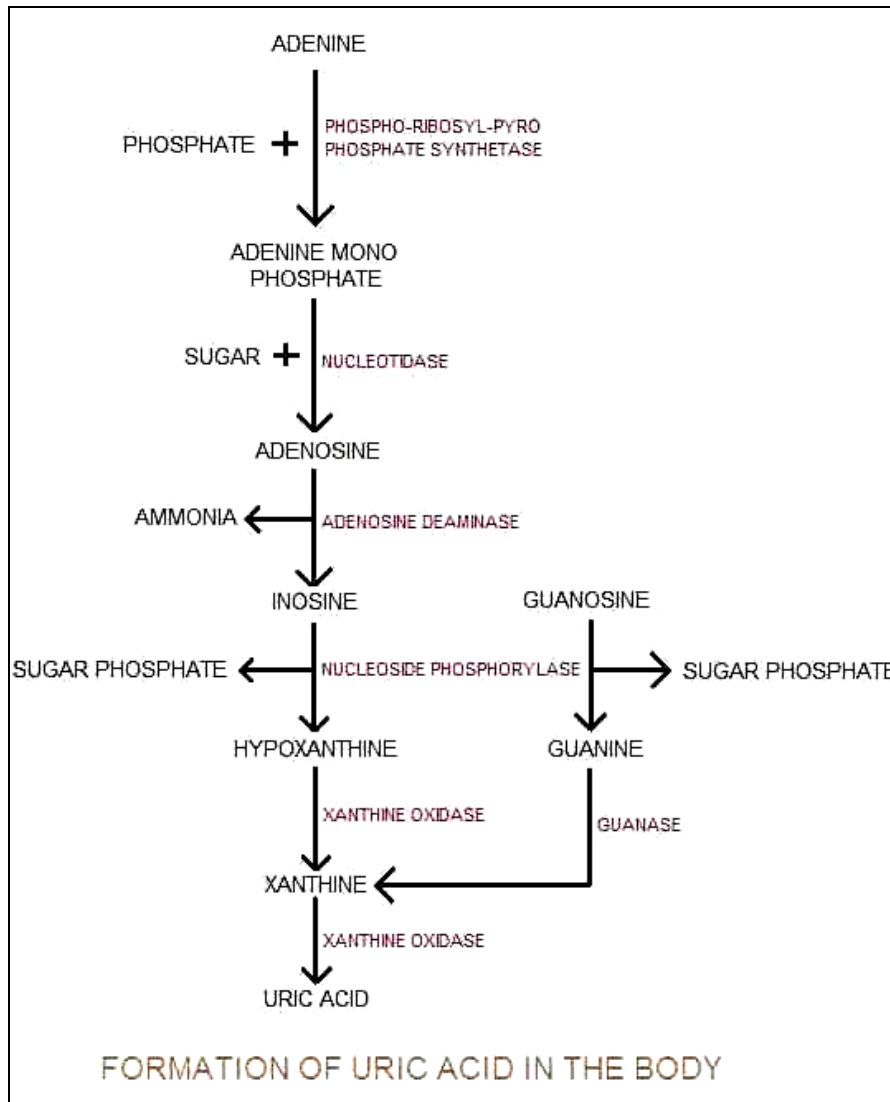 ADENINE
PHOSPHO-RIBOSYL-PYRO
PHOSPHATE +
PHOSPHATE SYNTHETASE
ADENINE MONO
PHOSPHATE
SUGAR +
NUCLEOTIDASE
ADENOSINE
AMMONIA
ADENOSINE DEAMINASE
INOSINE
GUANOSINE
SUGAR PHOSPHATE
NUCLEOSIDE PHOSPHORYLASE
SUGAR PHOSPHATE
HYPOXANTHINE
GUANINE
XANTHINE OXIDASE
GUANASE
XANTHINE
XANTHINE OXIDASE
URIC ACID
FORMATION OF URIC ACID IN THE BODY